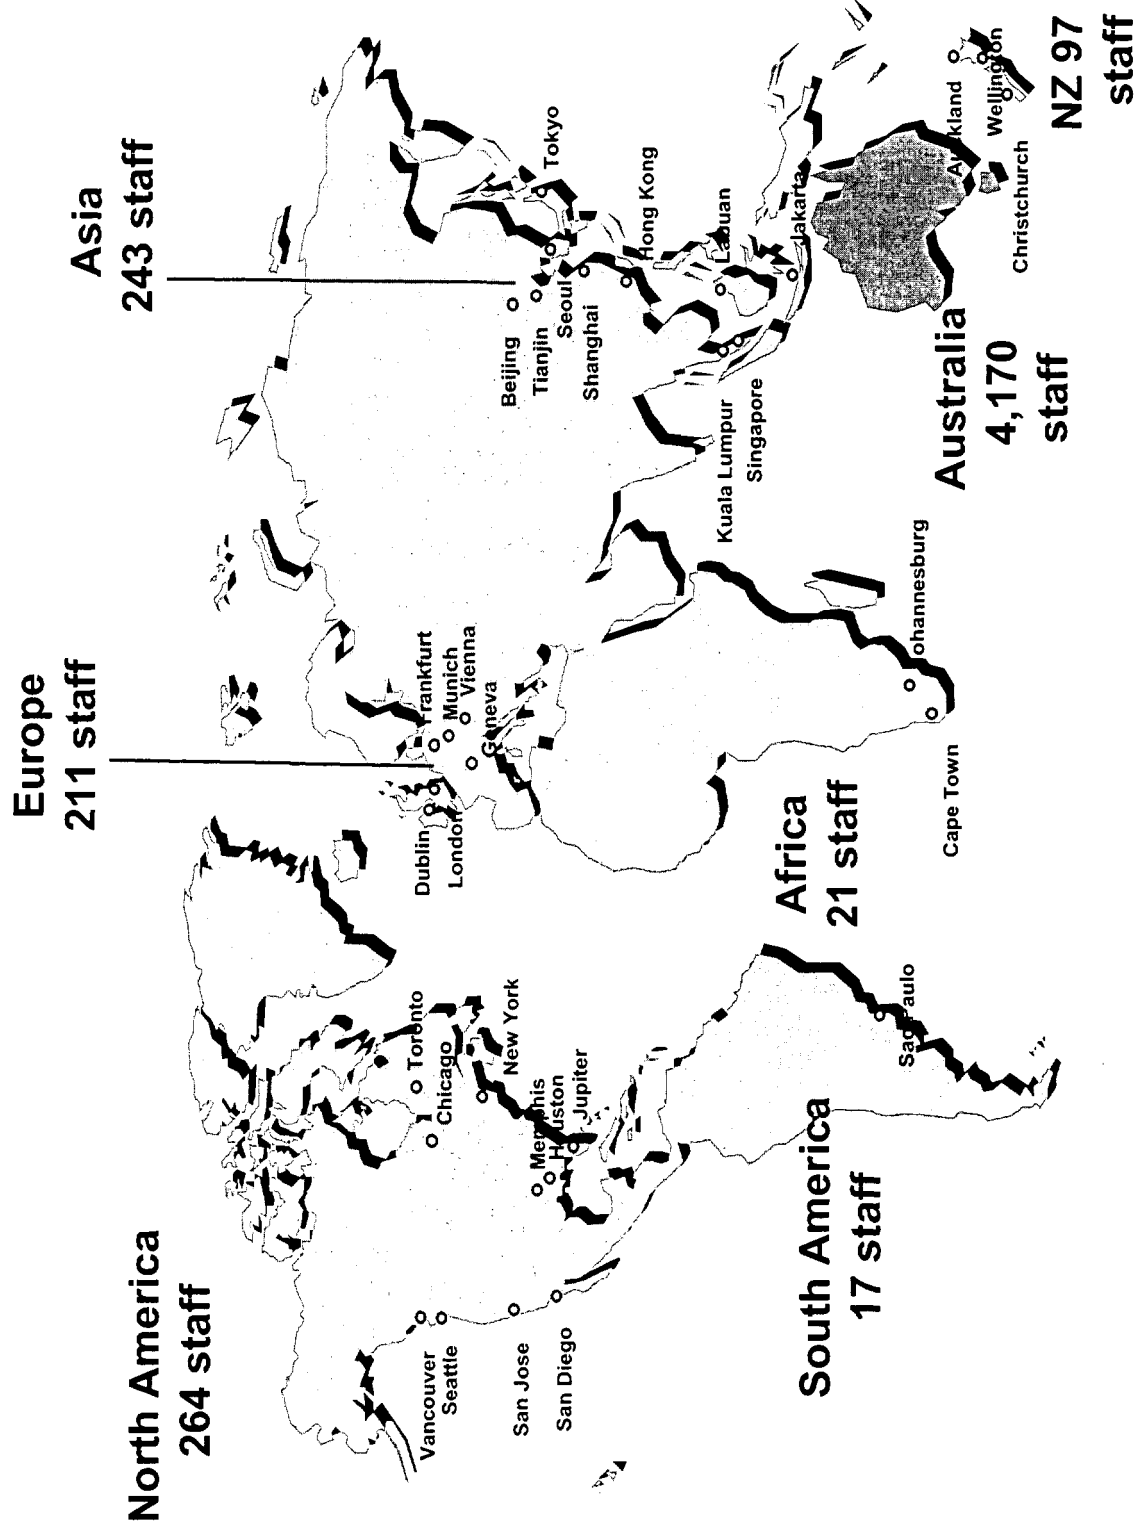 North America
264 staff
Europe
211 staff
Asia
243 staff
Vancouver
Seattle
San Jose
San Diego
Toronto
Chicago
New York
Memphis
Houston
Jupiter
Dublin
London
Frankfurt
Munich
Vienna
Geneva
Beijing
Tianjin
Seoul
Shanghai
Tokyo
Hong Kong
Labuan
Jakarta
Kuala Lumpur
Singapore
South America
17 staff
Sao Paulo
Africa
21 staff
Cape Town
ohannesburg
Australia
4,170
staff
Auckland
Wellington
Christchurch
NZ 97
staff